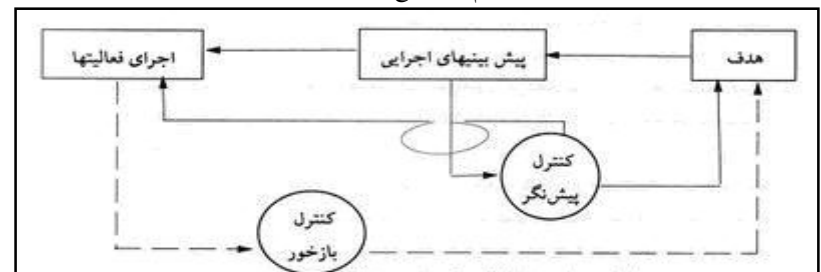 هدف
پیش بینیهای اجرایی
اجرای فعالیتها
کنترل
پیش‌نگر
کنترل
بازخور